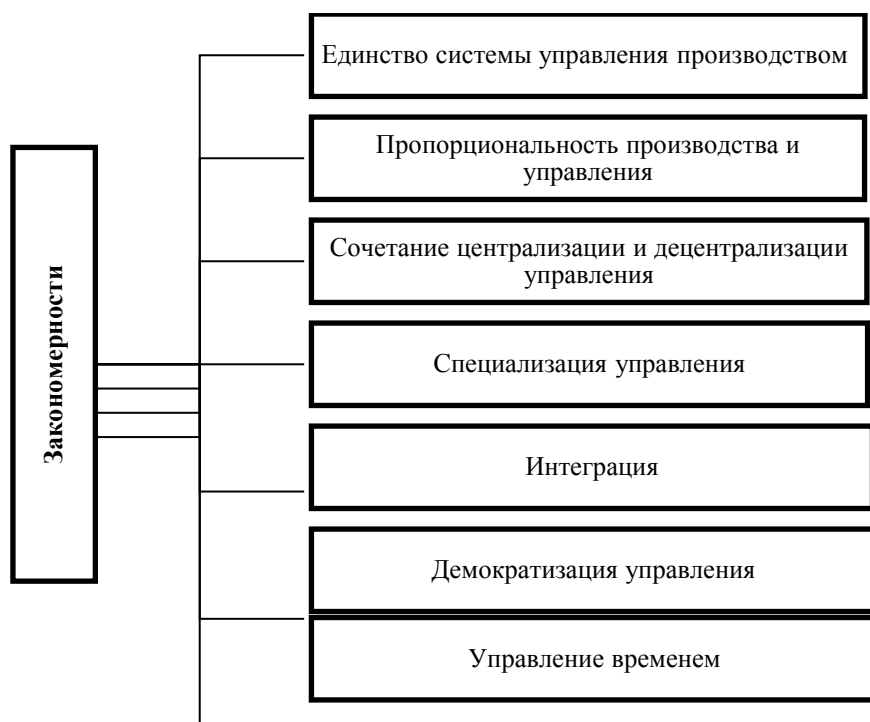 Единство системы управления производством
Пропорциональность производства и
управления
Сочетание централизации и децентрализации
управления
Закономерности
Специализация управления
Интеграция
Демократизация управления
Управление временем